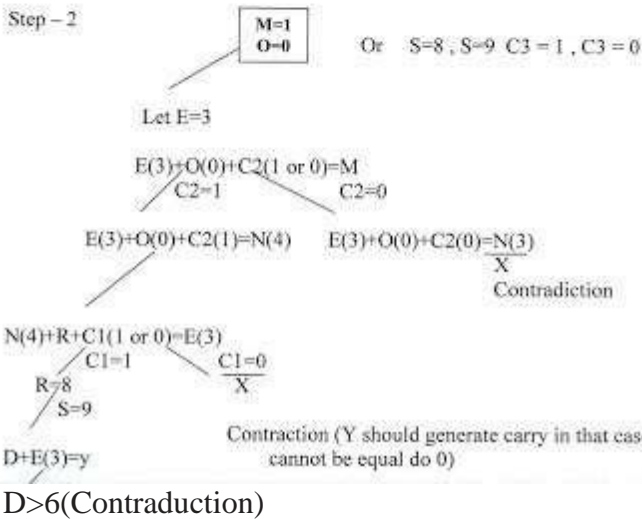 Step – 2
M=1
O=0
Or S=8 , S=9 C3 = 1 , C3 = 0
Let E=3
E(3)+O(0)+C2(1 or 0)=M
C2=1 C2=0
E(3)+O(0)+C2(1)=N(4) E(3)+O(0)+C2(0)=N(3)
X
Contradiction
N(4)+R+C1(1 or 0)=E(3)
C1=1 C1=0
R=8 X
S=9
Contraction (Y should generate carry in that cas
D+E(3)=y cannot be equal do 0)
D>6(Contraduction)